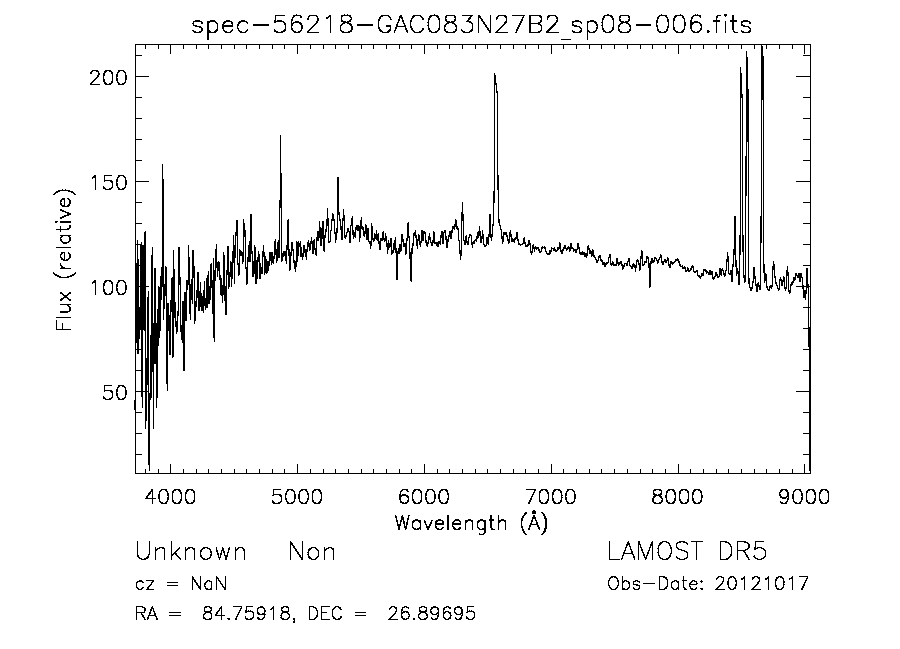 spec-56218-GAC083N27B2_sp08-006.fits
200
150
100
50
Flux (relative)
4000 5000 6000 7000 8000 9000
Wavelength (Å)
Unknown Non LAMOST DR5
cz = NaN Obs-Date: 20121017
RA = 84.75918, DEC = 26.89695